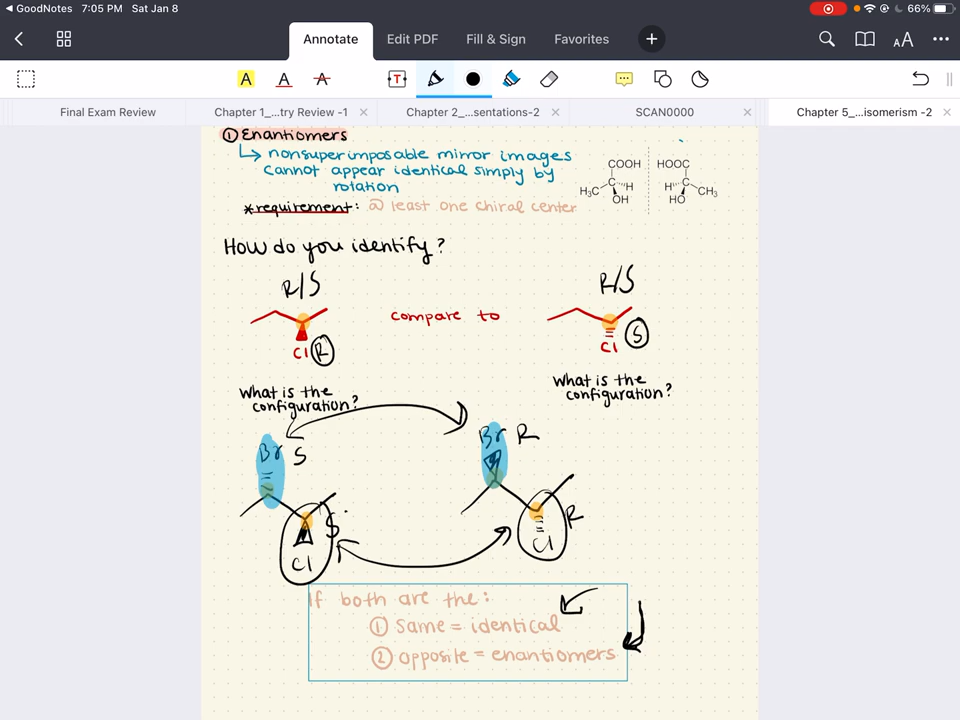 GoodNotes 7:05 PM Sat Jan 8 66%
Annotate Edit PDF Fill & Sign Favorites
AA
A A A T
Final Exam Review Chapter 1_...try Review -1 Chapter 2_...sentations-2 SCAN0000 Chapter 5_...isomerism -2
① Enantiomers
↳ nonsuperimposable mirror images
cannot appear identical simply by
rotation
*requirement: @ least one chiral center
COOH HOOC
H3C C H H C CH3
OH HO
How do you identify?
R/S R/S
compare to
Cl R Cl S
What is the
configuration?
What is the
configuration?
Br S Br R
S R
Cl Cl
If both are the:
① Same = identical
② opposite = enantiomers